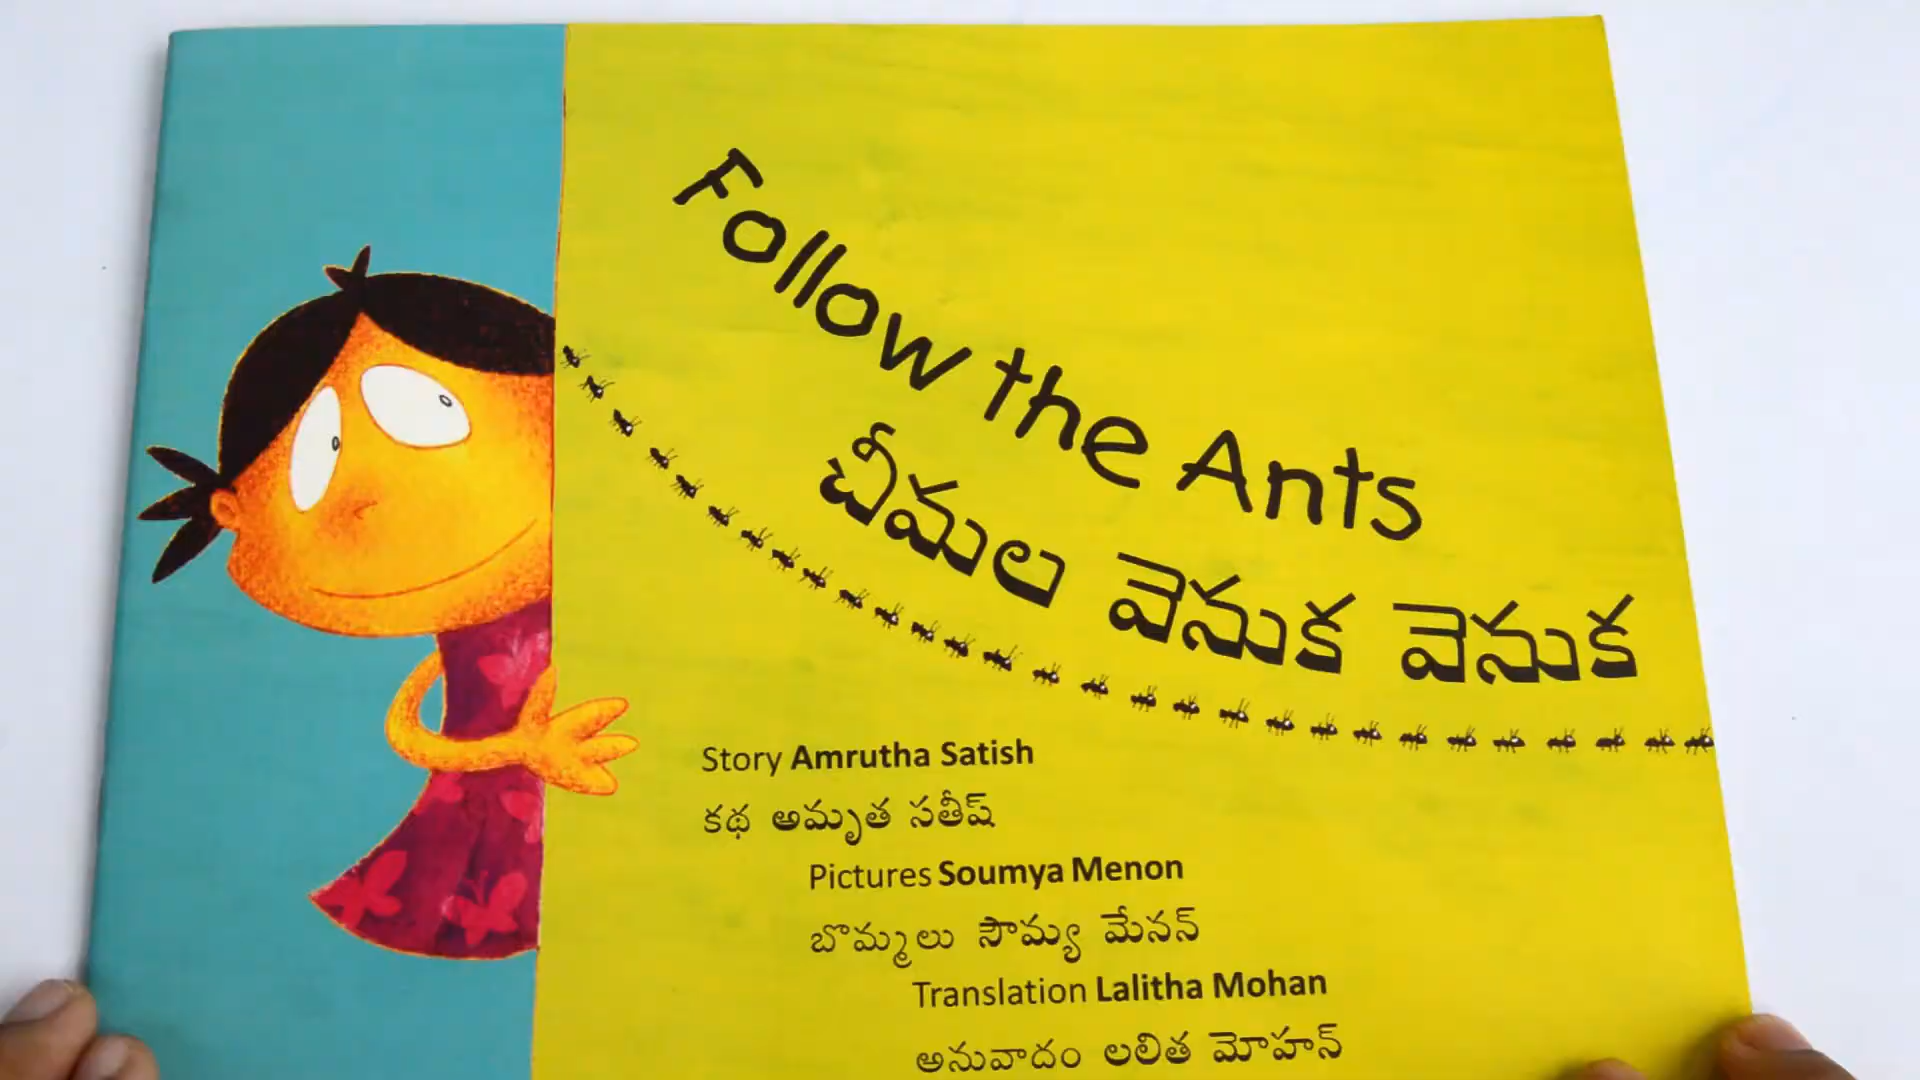 Follow the Ants
చీమల వెనుక వెనుక
Story Amrutha Satish
కథ అమృత సతీష్
Pictures Soumya Menon
బొమ్మలు సౌమ్య మేనన్
Translation Lalitha Mohan
అనువాదం లలిత మోహన్